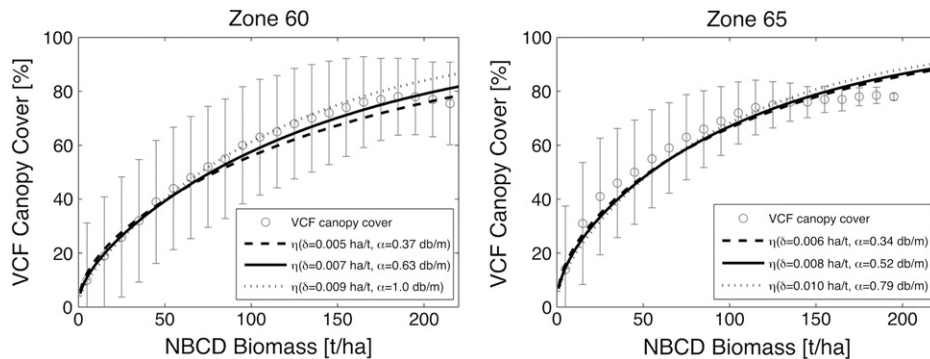 Zone 60
VCF Canopy Cover [%]
100
80
60
40
20
0
VCF canopy cover
η(δ=0.005 ha/t, α=0.37 db/m)
η(δ=0.007 ha/t, α=0.63 db/m)
η(δ=0.009 ha/t, α=1.0 db/m)
0 50 100 150 200
NBCD Biomass [t/ha]
Zone 65
VCF Canopy Cover [%]
100
80
60
40
20
0
VCF canopy cover
η(δ=0.006 ha/t, α=0.34 db/m)
η(δ=0.008 ha/t, α=0.52 db/m)
η(δ=0.010 ha/t, α=0.79 db/m)
0 50 100 150 200
NBCD Biomass [t/ha]